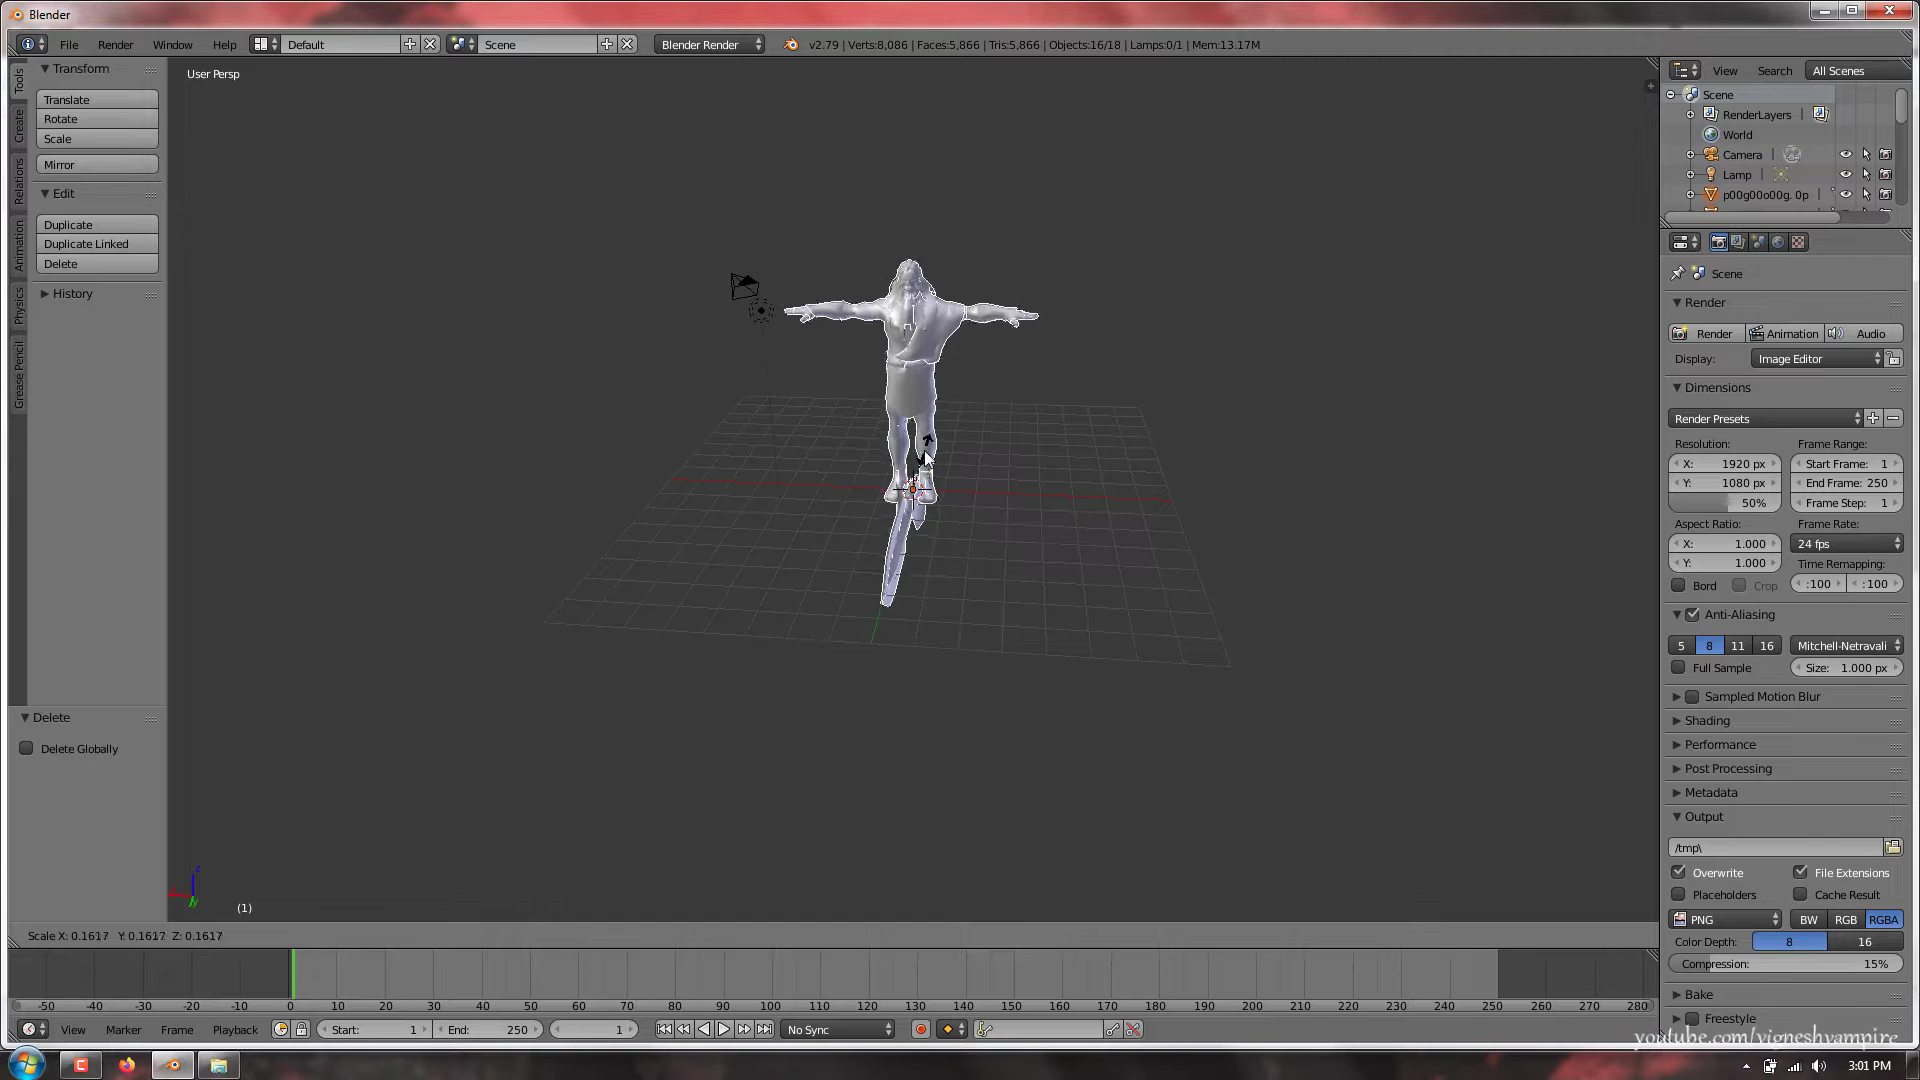 Blender
File Render Window Help Default Scene Blender Render v2.79 | Verts:8,086 | Faces:5,866 | Tris:5,866 | Objects:16/18 | Lamps:0/1 | Mem:13.17M
Tools
Create
Relations
Animation
Physics
Grease Pencil
Transform
Translate
Rotate
Scale
Mirror
Edit
Duplicate
Duplicate Linked
Delete
History
Delete
Delete Globally
User Persp
(1)
z
y
Scale X: 0.1617 Y: 0.1617 Z: 0.1617
-50 -40 -30 -20 -10 0 10 20 30 40 50 60 70 80 90 100 110 120 130 140 150 160 170 180 190 200 210 220 230 240 250 260 270 280
View Marker Frame Playback Start: 1 End: 250 1 No Sync
View Search All Scenes
Scene
RenderLayers
World
Camera
Lamp
p00g00o00g. 0p
Scene
Render
Render Animation Audio
Display: Image Editor
Dimensions
Render Presets
Resolution: Frame Range:
X: 1920 px Start Frame: 1
Y: 1080 px End Frame: 250
50% Frame Step: 1
Aspect Ratio: Frame Rate:
X: 1.000 24 fps
Y: 1.000 Time Remapping:
Bord Crop :100 :100
Anti-Aliasing
5 8 11 16 Mitchell-Netravali
Full Sample Size: 1.000 px
Sampled Motion Blur
Shading
Performance
Post Processing
Metadata
Output
/tmp\
Overwrite File Extensions
Placeholders Cache Result
PNG BW RGB RGBA
Color Depth: 8 16
Compression: 15%
Bake
Freestyle
youtube.com/vigneshvampire
3:01 PM